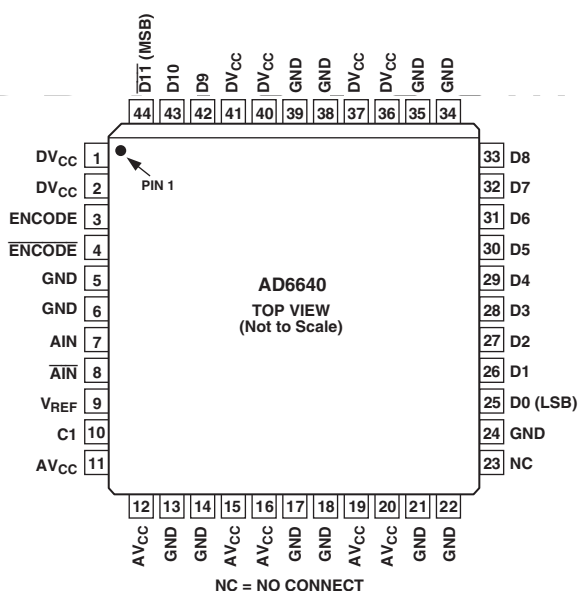 D̅1̅1̅ (MSB)
D10
D9
DVCC
DVCC
GND
GND
DVCC
DVCC
GND
GND
44 43 42 41 40 39 38 37 36 35 34
DVCC 1
DVCC 2
ENCODE 3
E̅N̅C̅O̅D̅E̅ 4
GND 5
GND 6
AIN 7
A̅I̅N̅ 8
VREF 9
C1 10
AVCC 11
PIN 1
AD6640
TOP VIEW
(Not to Scale)
33 D8
32 D7
31 D6
30 D5
29 D4
28 D3
27 D2
26 D1
25 D0 (LSB)
24 GND
23 NC
12 13 14 15 16 17 18 19 20 21 22
AVCC
GND
GND
AVCC
AVCC
GND
GND
AVCC
AVCC
GND
GND
NC = NO CONNECT